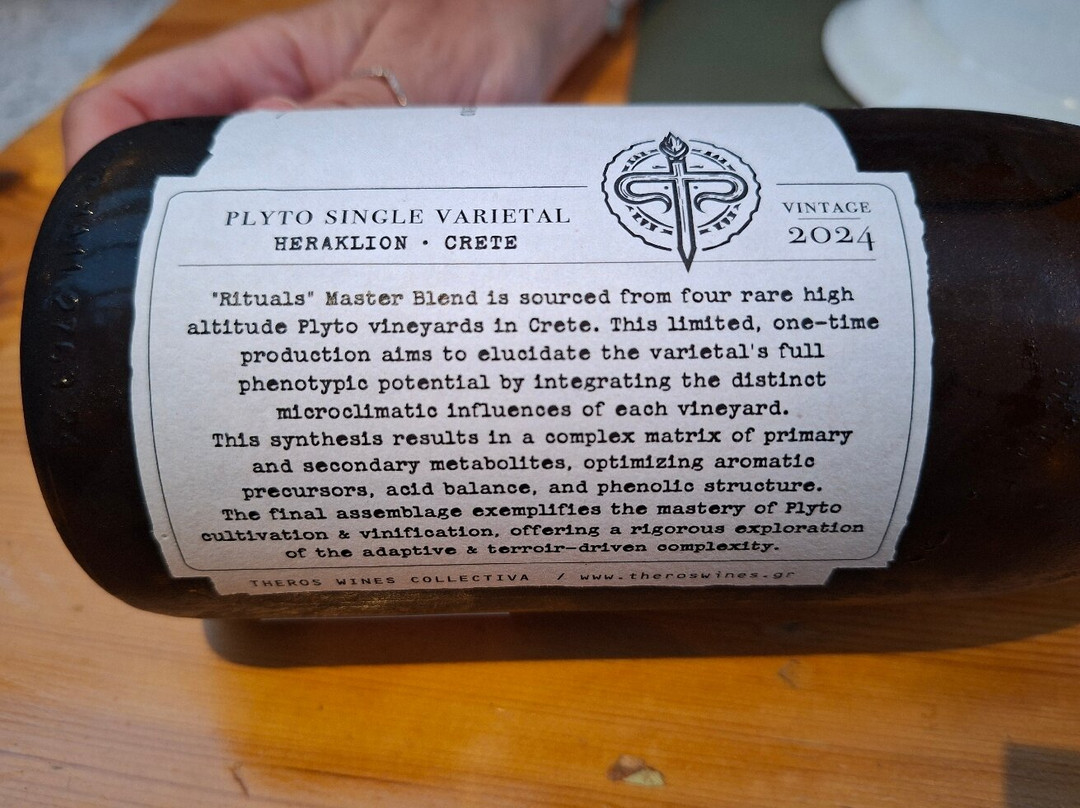 PLYTO SINGLE VARIETAL
HERAKLION • CRETE
VINTAGE
2024
"Rituals" Master Blend is sourced from four rare high
altitude Plyto vineyards in Crete. This limited, one-time
production aims to elucidate the varietal's full
phenotypic potential by integrating the distinct
microclimatic influences of each vineyard.
This synthesis results in a complex matrix of primary
and secondary metabolites, optimizing aromatic
precursors, acid balance, and phenolic structure.
The final assemblage exemplifies the mastery of Plyto
cultivation & vinification, offering a rigorous exploration
of the adaptive & terroir-driven complexity.
THEROS WINES COLLECTIVA / www.theroswines.gr